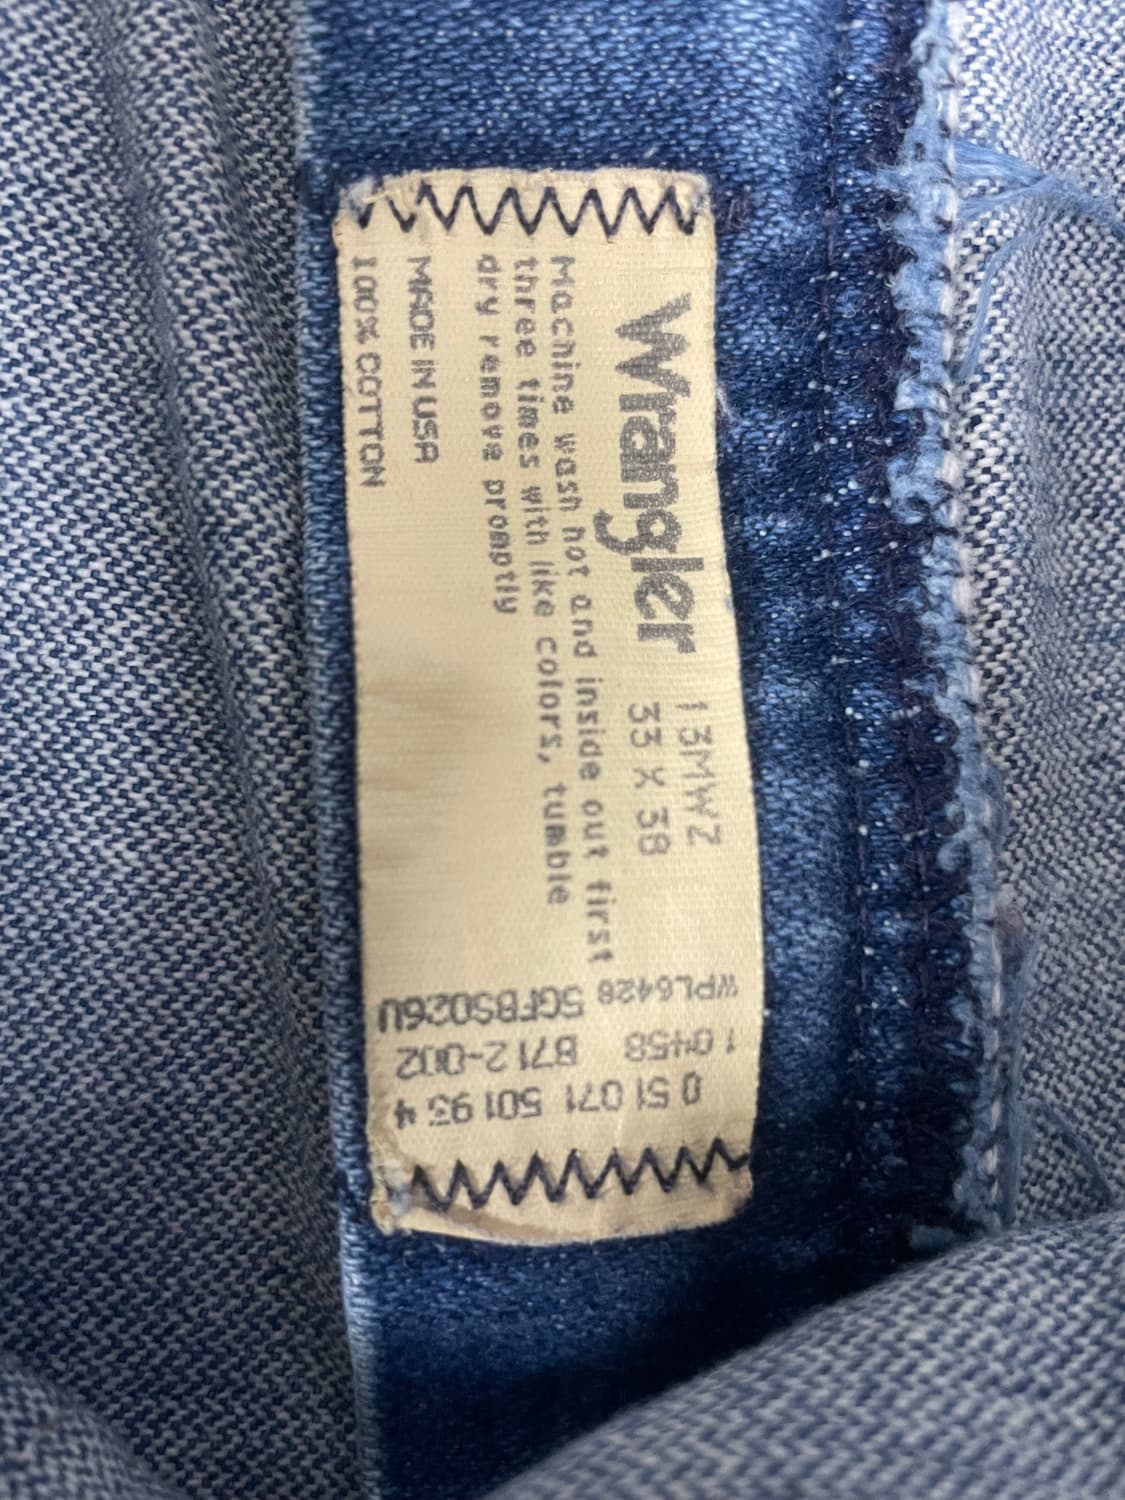 Wrangler
13MWZ
33 X 38
Machine wash hot and inside out first
three times with like colors, tumble
dry remove promptly
MADE IN USA
100% COTTON
0 51 071 501 93 4
1 0458 B712-002
WPL6428 5GFBS026U